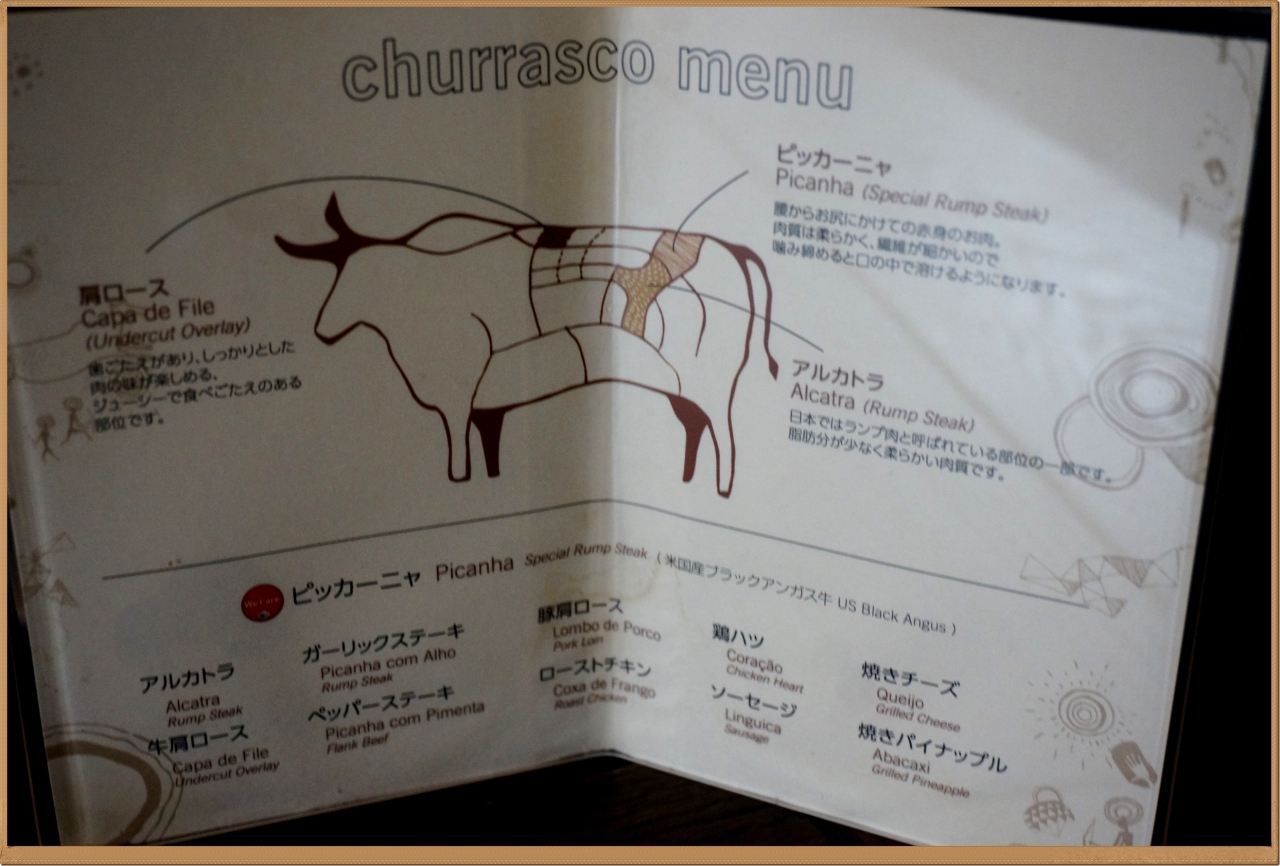 churrasco menu
ピッカーニャ
Picanha (Special Rump Steak)
腰からお尻にかけての赤身のお肉。
肉質は柔らかく、繊維が細かいので
噛み締めると口の中で溶けるようになります。
肩ロース
Capa de File
(Undercut Overlay)
歯ごたえがあり、しっかりとした
肉の味が楽しめる、
ジューシーで食べごたえのある
部位です。
アルカトラ
Alcatra (Rump Steak)
日本ではランプ肉と呼ばれている部位の一部です。
脂肪分が少なく柔らかい肉質です。
We Care
ピッカーニャ Picanha Special Rump Steak ( 米国産ブラックアンガス牛 US Black Angus )
アルカトラ
Alcatra
Rump Steak
牛肩ロース
Capa de File
Undercut Overlay
ガーリックステーキ
Picanha com Alho
Rump Steak
ペッパーステーキ
Picanha com Pimenta
Flank Beef
豚肩ロース
Lombo de Porco
Pork Loin
ローストチキン
Coxa de Frango
Roast Chicken
鶏ハツ
Coração
Chicken Heart
ソーセージ
Linguica
Sausage
焼きチーズ
Queijo
Grilled Cheese
焼きパイナップル
Abacaxi
Grilled Pineapple